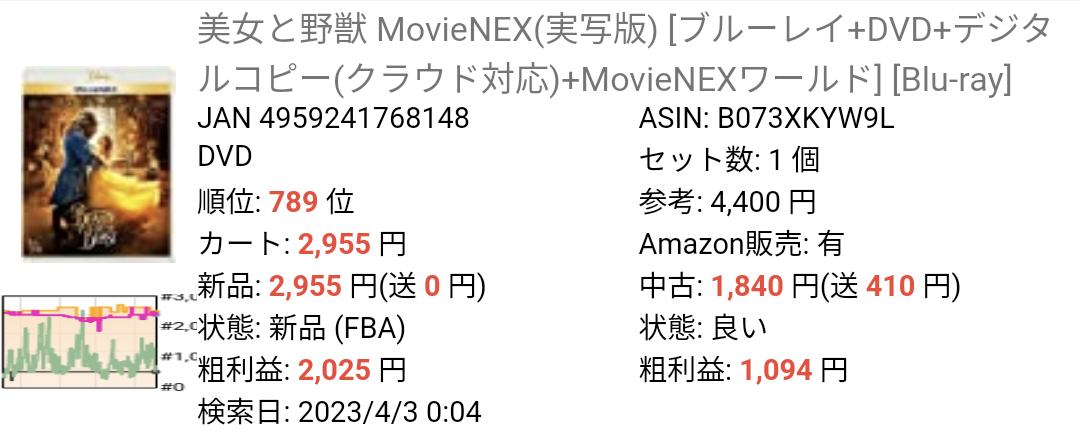 美女と野獣 MovieNEX(実写版) [ブルーレイ+DVD+デジタ
ルコピー(クラウド対応)+MovieNEXワールド] [Blu-ray]
JAN 4959241768148
ASIN: B073XKYW9L
DVD
セット数: 1 個
順位: 789 位
参考: 4,400 円
カート: 2,955 円
Amazon販売: 有
新品: 2,955 円(送 0 円)
中古: 1,840 円(送 410 円)
状態: 新品 (FBA)
状態: 良い
粗利益: 2,025 円
粗利益: 1,094 円
検索日: 2023/4/3 0:04
#3,0
#2,0
#1,0
#0